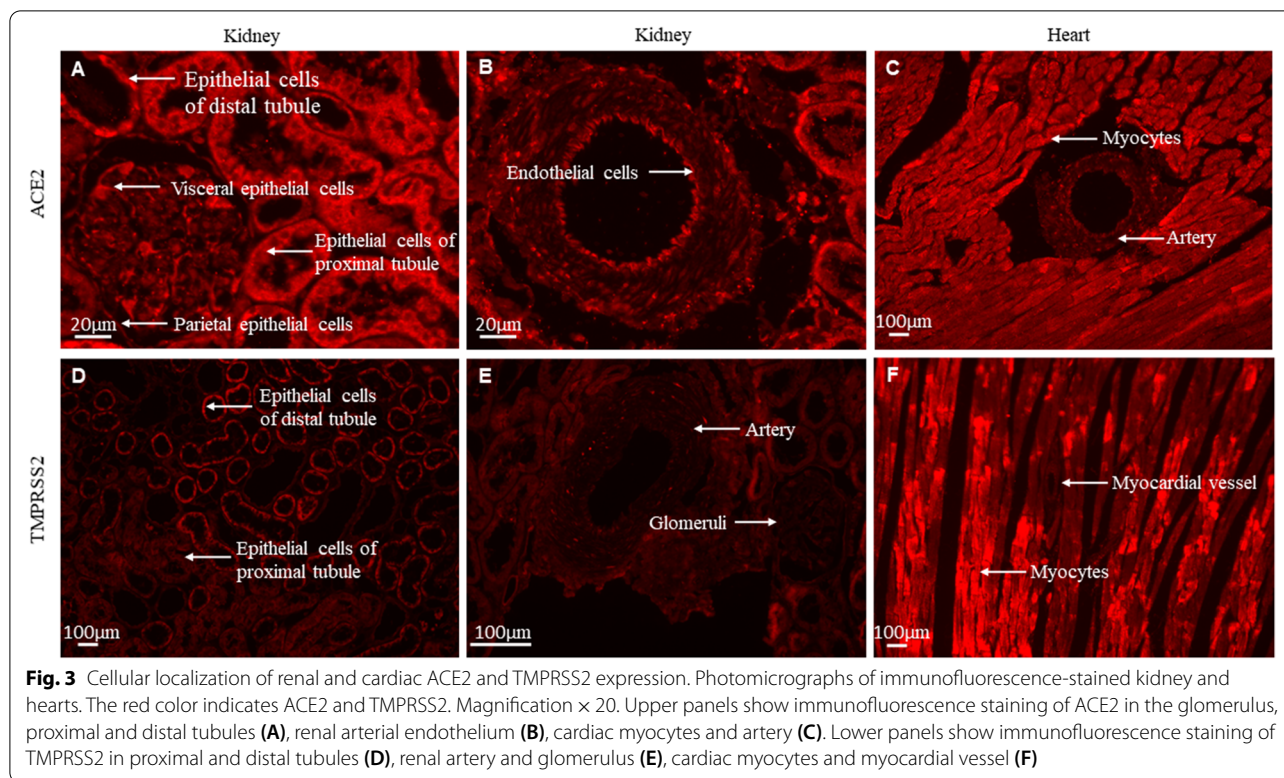 Kidney
Kidney
Heart
ACE2
A
Epithelial cells
of distal tubule
Visceral epithelial cells
Epithelial cells of
proximal tubule
Parietal epithelial cells
20µm
B
Endothelial cells
20µm
C
Myocytes
Artery
100µm
TMPRSS2
D
Epithelial cells
of distal tubule
Epithelial cells of
proximal tubule
100µm
E
Artery
Glomeruli
100µm
F
Myocardial vessel
Myocytes
100µm
Fig. 3 Cellular localization of renal and cardiac ACE2 and TMPRSS2 expression. Photomicrographs of immunofluorescence-stained kidney and
hearts. The red color indicates ACE2 and TMPRSS2. Magnification × 20. Upper panels show immunofluorescence staining of ACE2 in the glomerulus,
proximal and distal tubules (A), renal arterial endothelium (B), cardiac myocytes and artery (C). Lower panels show immunofluorescence staining of
TMPRSS2 in proximal and distal tubules (D), renal artery and glomerulus (E), cardiac myocytes and myocardial vessel (F)